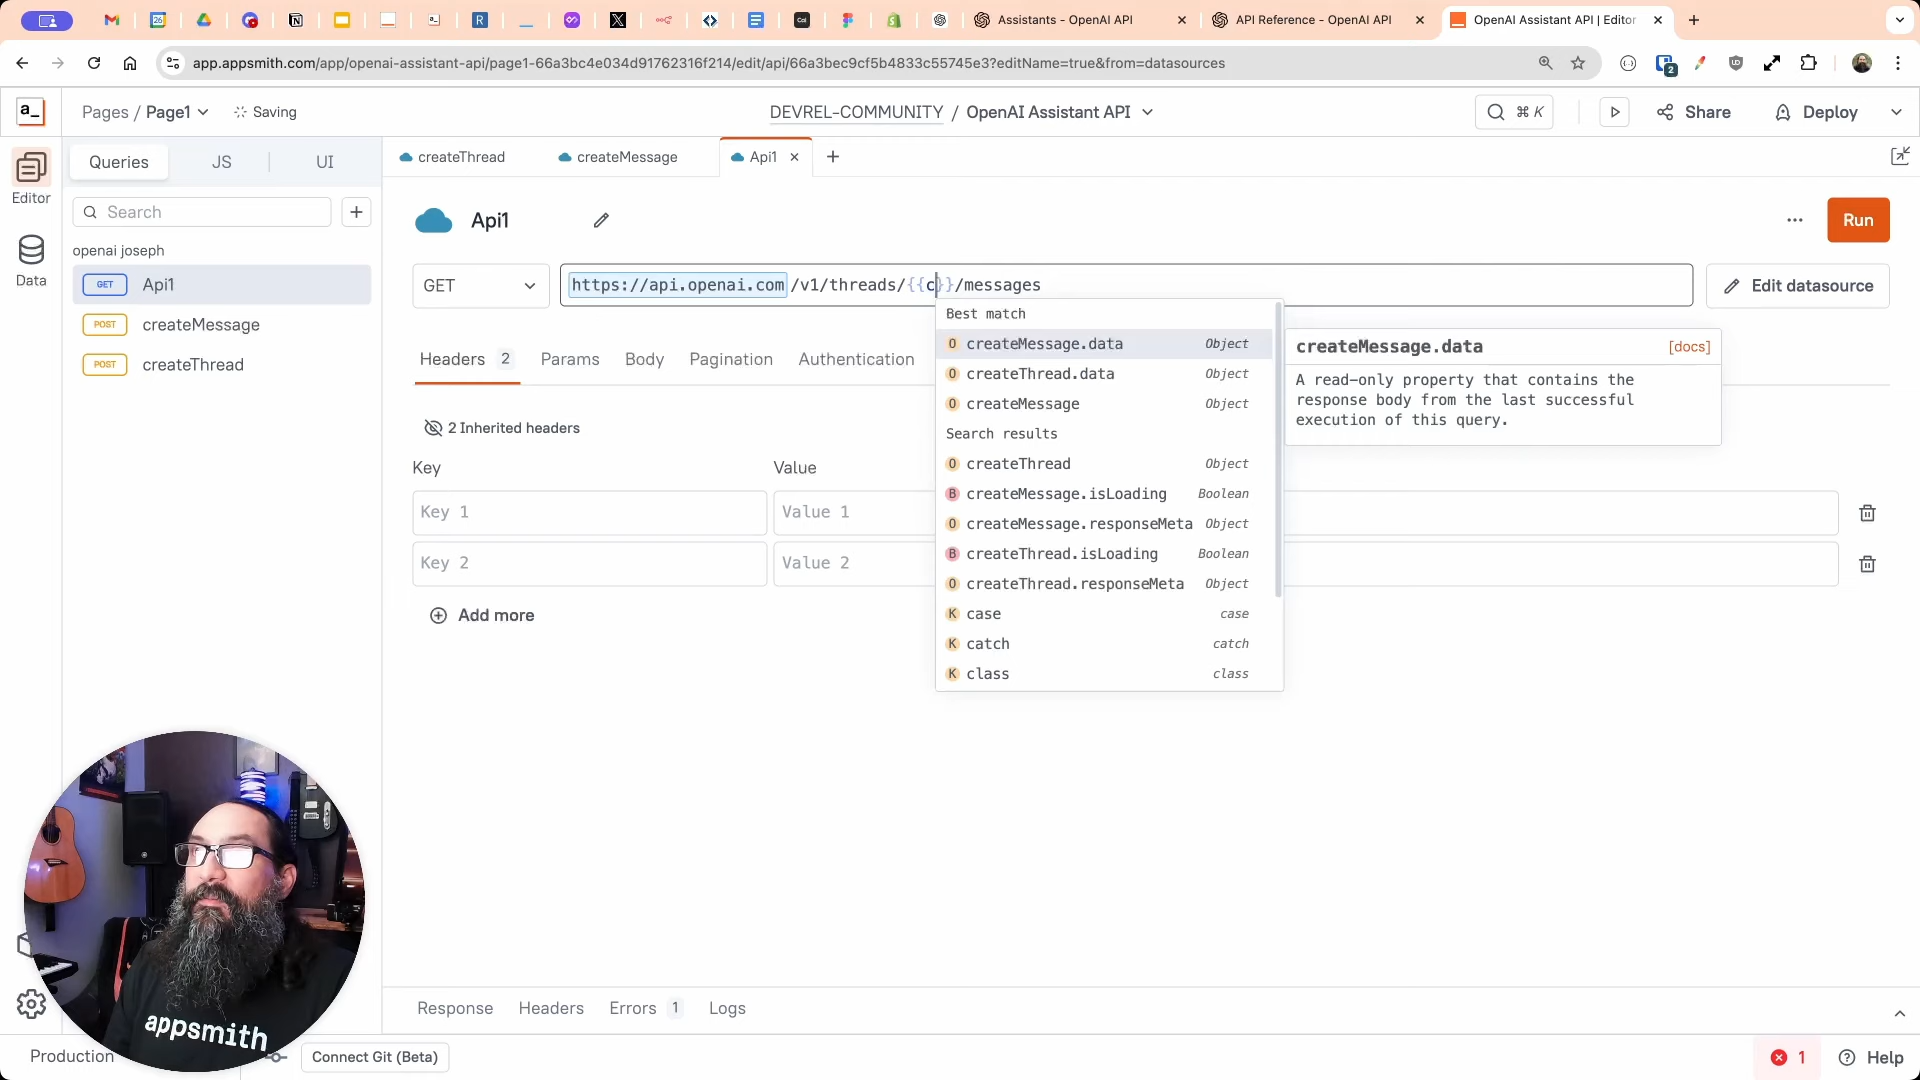 Assistants - OpenAI API
API Reference - OpenAI API
OpenAI Assistant API | Editor
app.appsmith.com/app/openai-assistant-api/page1-66a3bc4e034d91762316f214/edit/api/66a3bec9cf5b4833c55745e3?editName=true&from=datasources
a_
Pages / Page1
Saving
DEVREL-COMMUNITY / OpenAI Assistant API
⌘ K
Share
Deploy
Editor
Data
Queries
JS
UI
createThread
createMessage
Api1
Search
openai joseph
GET Api1
POST createMessage
POST createThread
Api1
Run
GET
https://api.openai.com /v1/threads/{{c}}/messages
Edit datasource
Headers 2
Params
Body
Pagination
Authentication
2 Inherited headers
Key
Value
Key 1
Value 1
Key 2
Value 2
Add more
Best match
O createMessage.data Object
O createThread.data Object
O createMessage Object
Search results
O createThread Object
B createMessage.isLoading Boolean
O createMessage.responseMeta Object
B createThread.isLoading Boolean
O createThread.responseMeta Object
K case case
K catch catch
K class class
createMessage.data [docs]
A read-only property that contains the
response body from the last successful
execution of this query.
appsmith
Response
Headers
Errors 1
Logs
Production
Connect Git (Beta)
1
Help